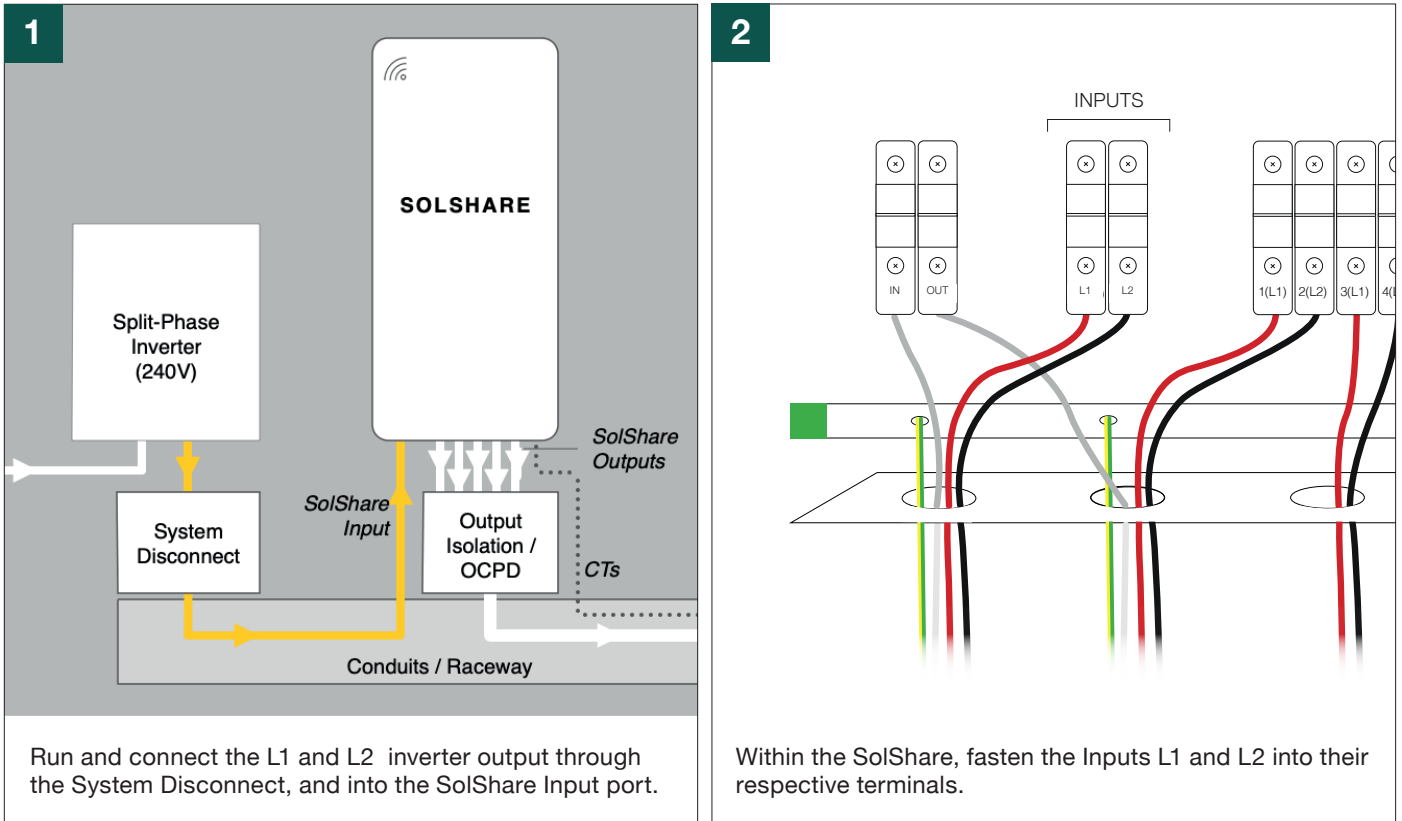 1
SOLSHARE
Split-Phase
Inverter
(240V)
SolShare
Outputs
SolShare
Input
System
Disconnect
Output
Isolation /
OCPD
CTs
Conduits / Raceway
Run and connect the L1 and L2 inverter output through
the System Disconnect, and into the SolShare Input port.
2
INPUTS
IN OUT L1 L2 1(L1) 2(L2) 3(L1)
Within the SolShare, fasten the Inputs L1 and L2 into their
respective terminals.